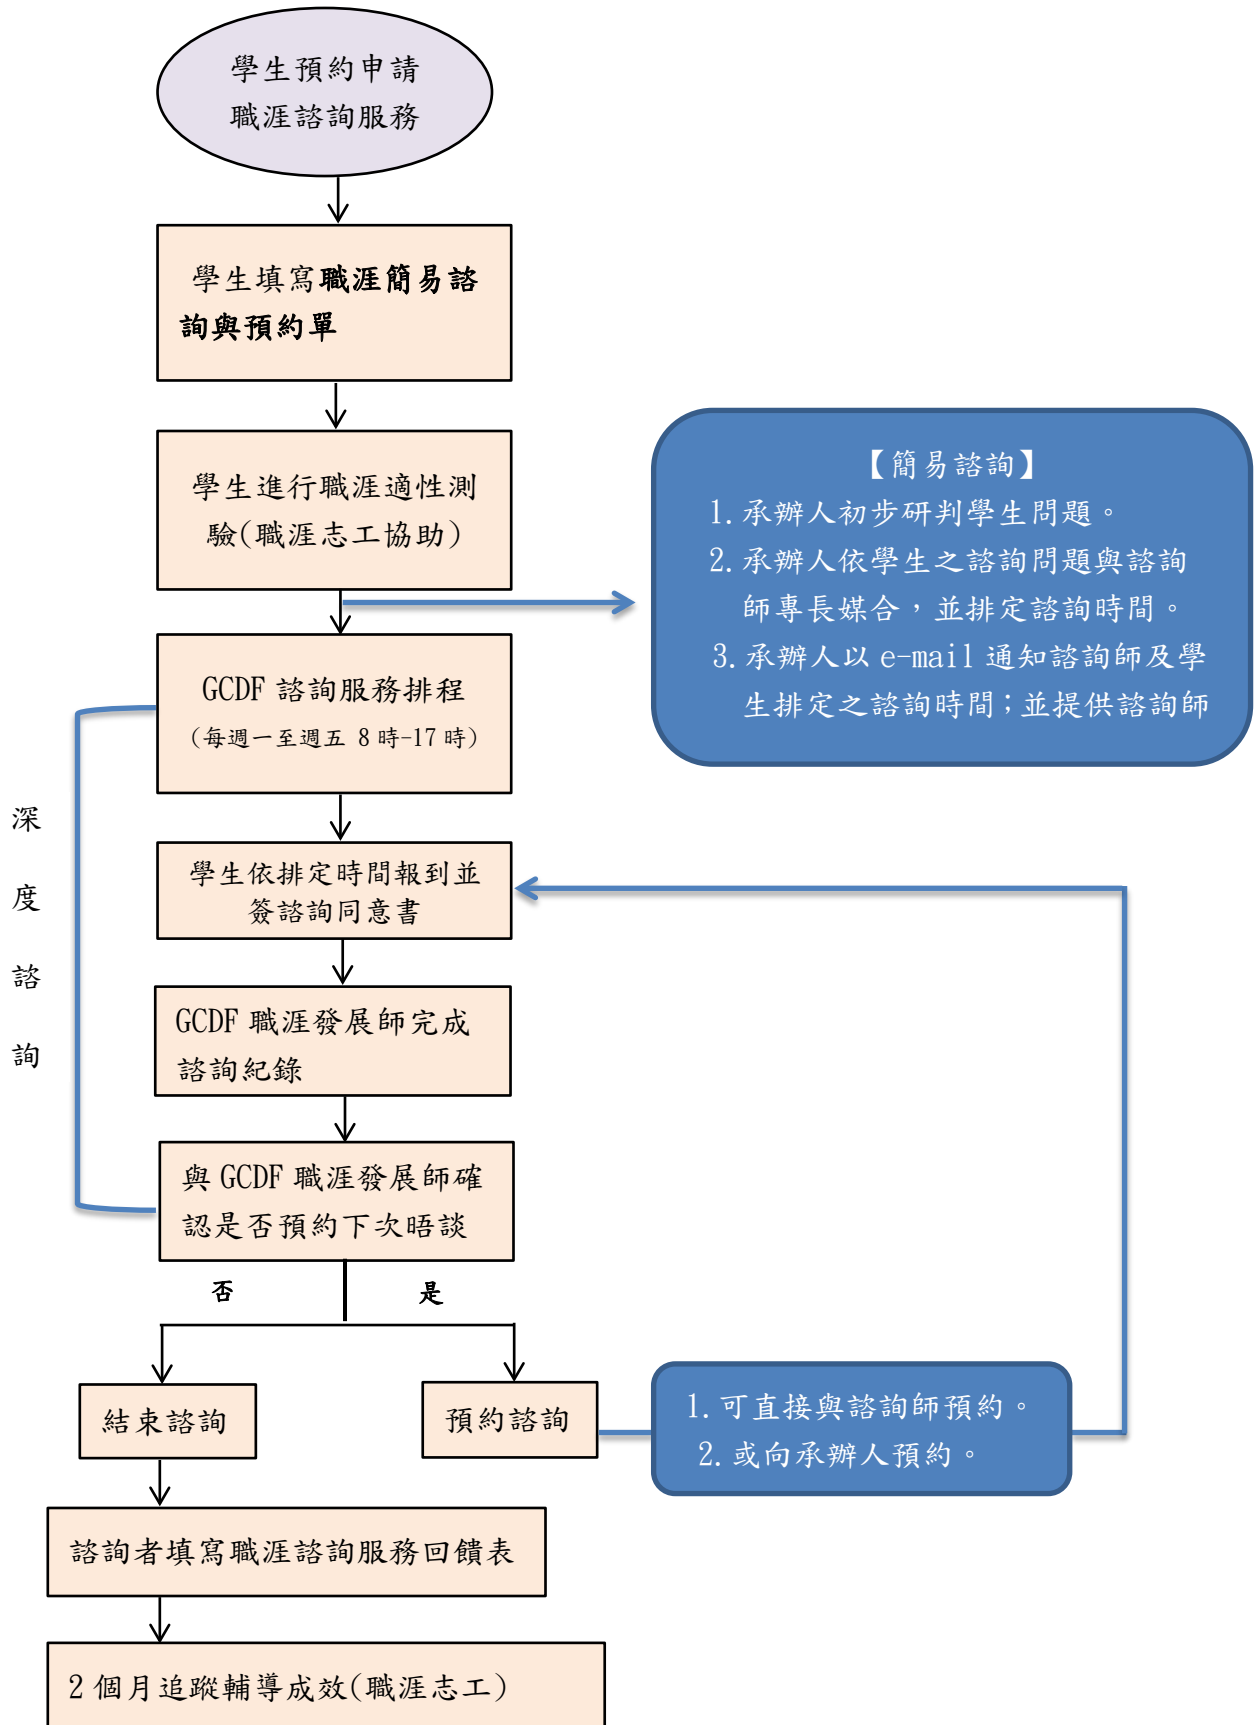 學生預約申請
職涯諮詢服務
學生填寫職涯簡易諮
詢與預約單
學生進行職涯適性測
驗(職涯志工協助)
【簡易諮詢】
1.承辦人初步研判學生問題。
2.承辦人依學生之諮詢問題與諮詢
師專長媒合，並排定諮詢時間。
3.承辦人以 e-mail 通知諮詢師及學
生排定之諮詢時間;並提供諮詢師
GCDF 諮詢服務排程
(每週一至週五 8 時-17 時)
深
度
諮
詢
學生依排定時間報到並
簽諮詢同意書
GCDF 職涯發展師完成
諮詢紀錄
與 GCDF 職涯發展師確
認是否預約下次晤談
否
是
結束諮詢
預約諮詢
1.可直接與諮詢師預約。
2.或向承辦人預約。
諮詢者填寫職涯諮詢服務回饋表
2 個月追蹤輔導成效(職涯志工)